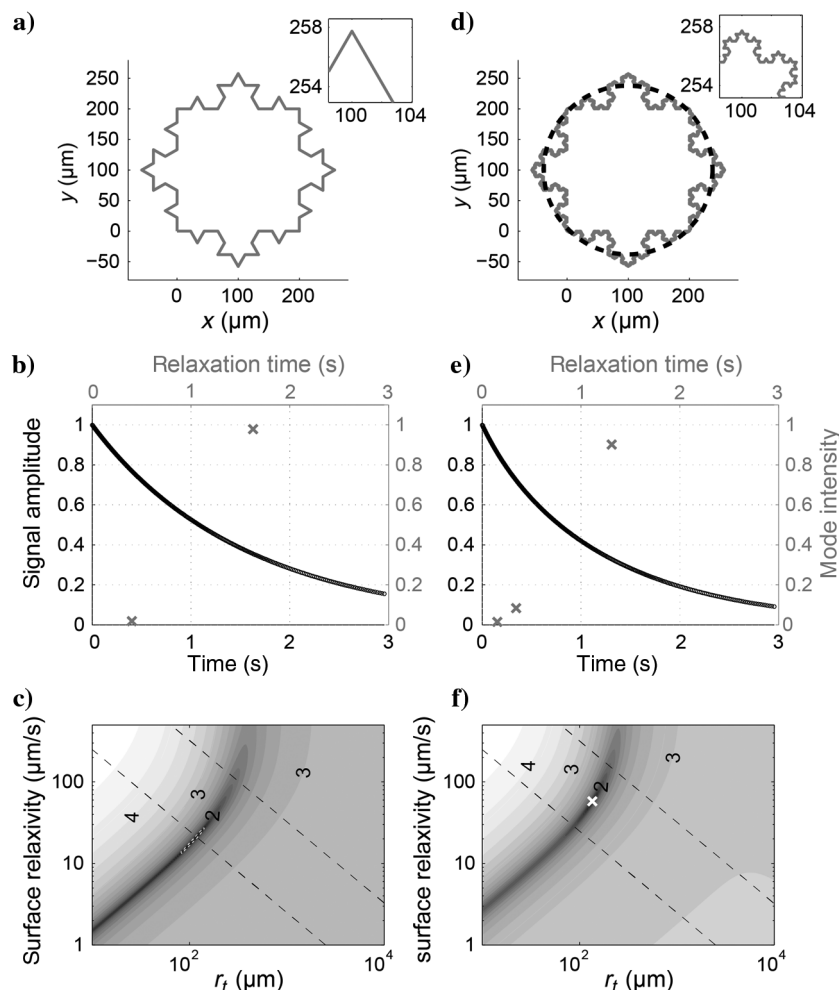 a)
258
254
100 104
250
200
150
100
50
0
−50
y (µm)
0 100 200
x (µm)
d)
258
254
100 104
250
200
150
100
50
0
−50
y (µm)
0 100 200
x (µm)
b)
Relaxation time (s)
0 1 2 3
1
0.8
0.6
0.4
0.2
0
Signal amplitude
1
0.8
0.6
0.4
0.2
0
0 1 2 3
Time (s)
e)
Relaxation time (s)
0 1 2 3
1
0.8
0.6
0.4
0.2
0
1
0.8
0.6
0.4
0.2
0
Mode intensity
0 1 2 3
Time (s)
c)
Surface relaxivity (µm/s)
100
10
1
4 3 2 3
10² 10⁴
rₜ (µm)
f)
surface relaxivity (µm/s)
100
10
1
4 3 2 3
10² 10⁴
rₜ (µm)